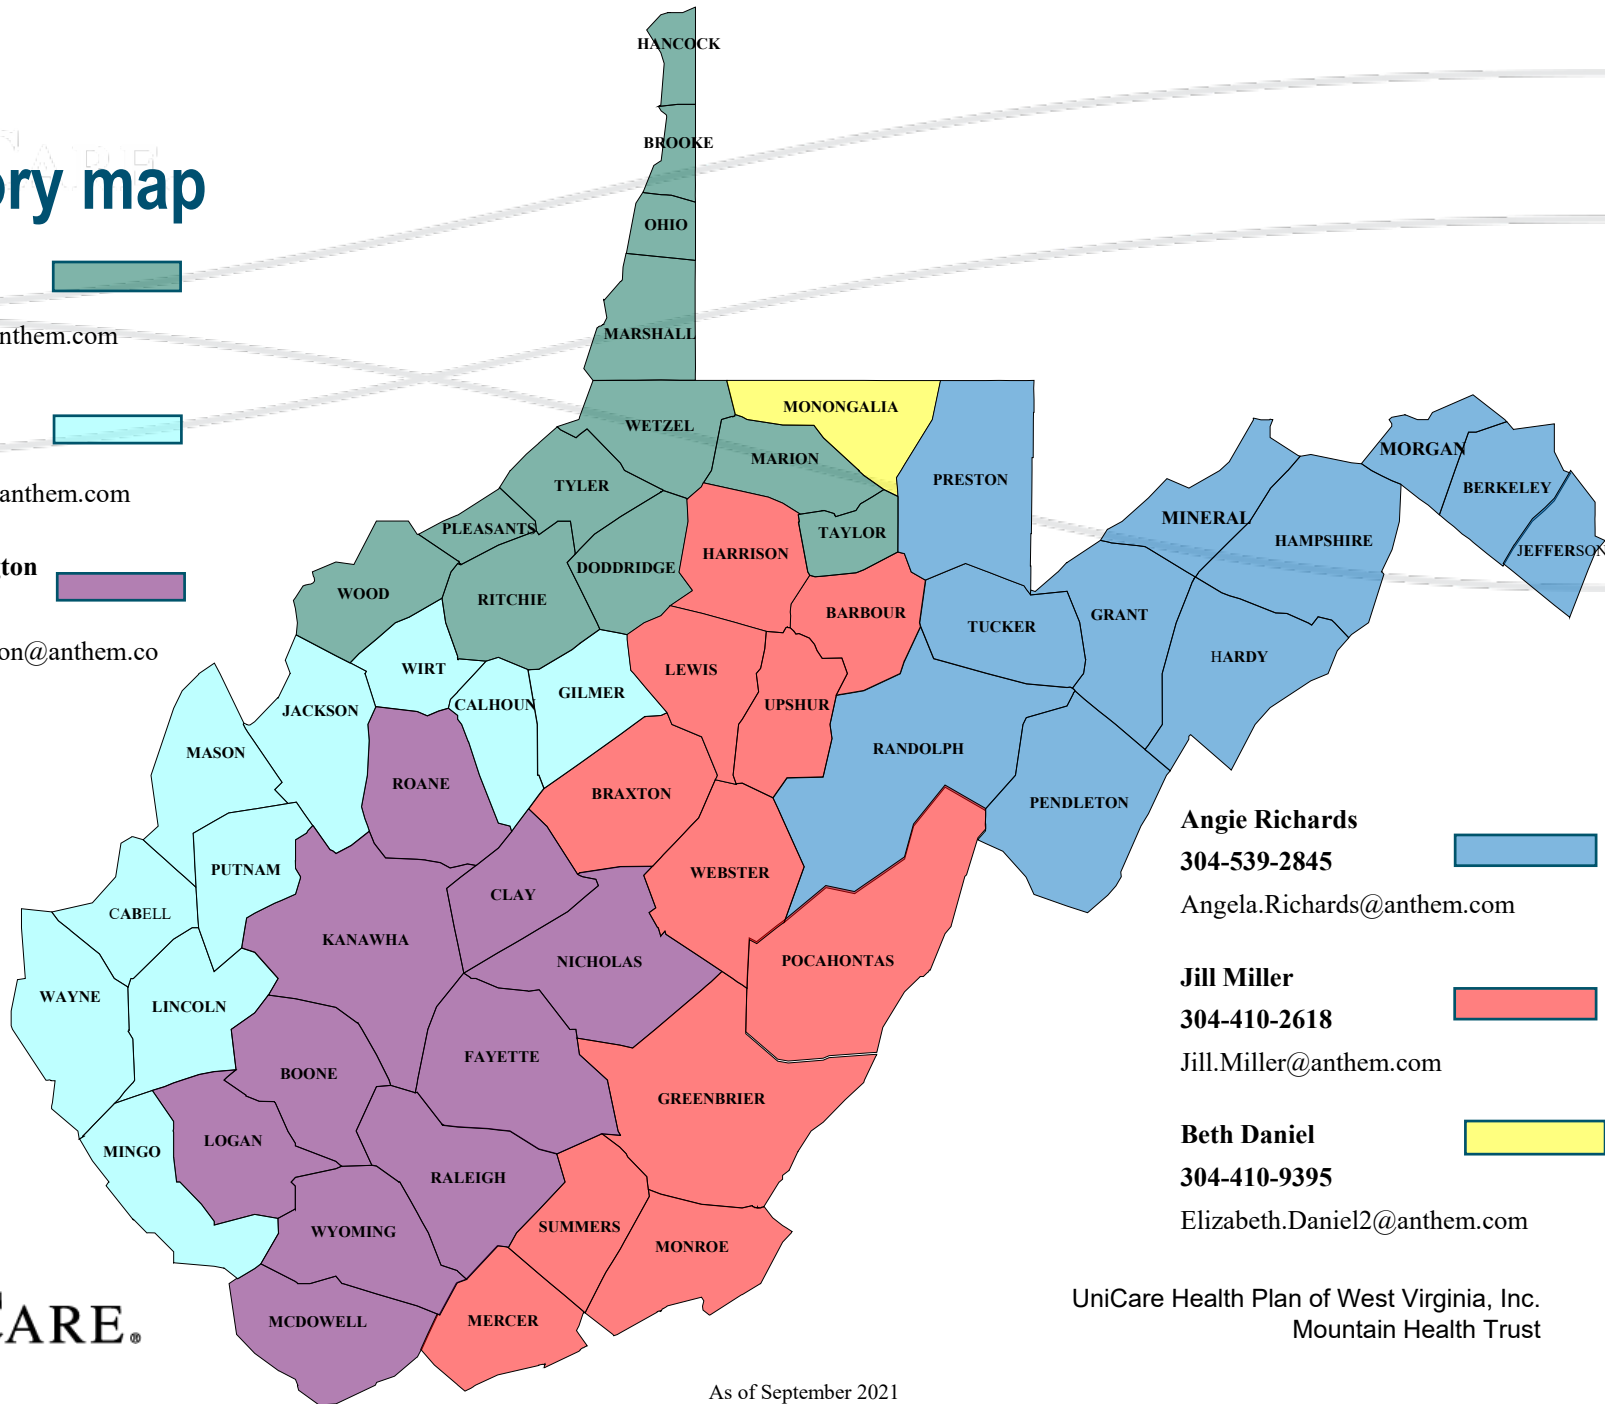 ory map
nthem.com
anthem.com
ton
on@anthem.co
HANCOCK
BROOKE
OHIO
MARSHALL
WETZEL
MONONGALIA
MARION
PRESTON
TYLER
PLEASANTS
TAYLOR
HARRISON
DODDRIDGE
WOOD
RITCHIE
BARBOUR
MORGAN
BERKELEY
MINERAL
HAMPSHIRE
JEFFERSON
GRANT
TUCKER
HARDY
WIRT
LEWIS
GILMER
CALHOUN
UPSHUR
JACKSON
MASON
RANDOLPH
ROANE
BRAXTON
PENDLETON
PUTNAM
WEBSTER
CLAY
CABELL
KANAWHA
NICHOLAS
POCAHONTAS
WAYNE
LINCOLN
FAYETTE
BOONE
GREENBRIER
LOGAN
MINGO
RALEIGH
WYOMING
SUMMERS
MONROE
MCDOWELL
MERCER
Angie Richards
304-539-2845
Angela.Richards@anthem.com
Jill Miller
304-410-2618
Jill.Miller@anthem.com
Beth Daniel
304-410-9395
Elizabeth.Daniel2@anthem.com
UniCare Health Plan of West Virginia, Inc.
Mountain Health Trust
CARE®
As of September 2021